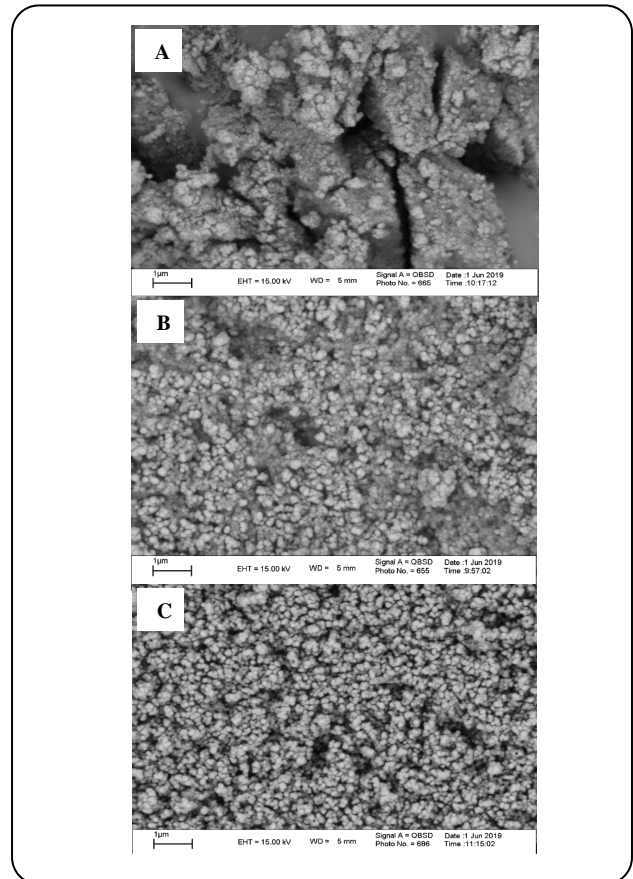 A
1µm
EHT = 15.00 kV WD = 5 mm Signal A = QBSD Date :1 Jun 2019
Photo No. = 665 Time :10:17:12
B
1µm
EHT = 15.00 kV WD = 5 mm Signal A = QBSD Date :1 Jun 2019
Photo No. = 655 Time :9:57:02
C
1µm
EHT = 15.00 kV WD = 5 mm Signal A = QBSD Date :1 Jun 2019
Photo No. = 686 Time :11:15:02